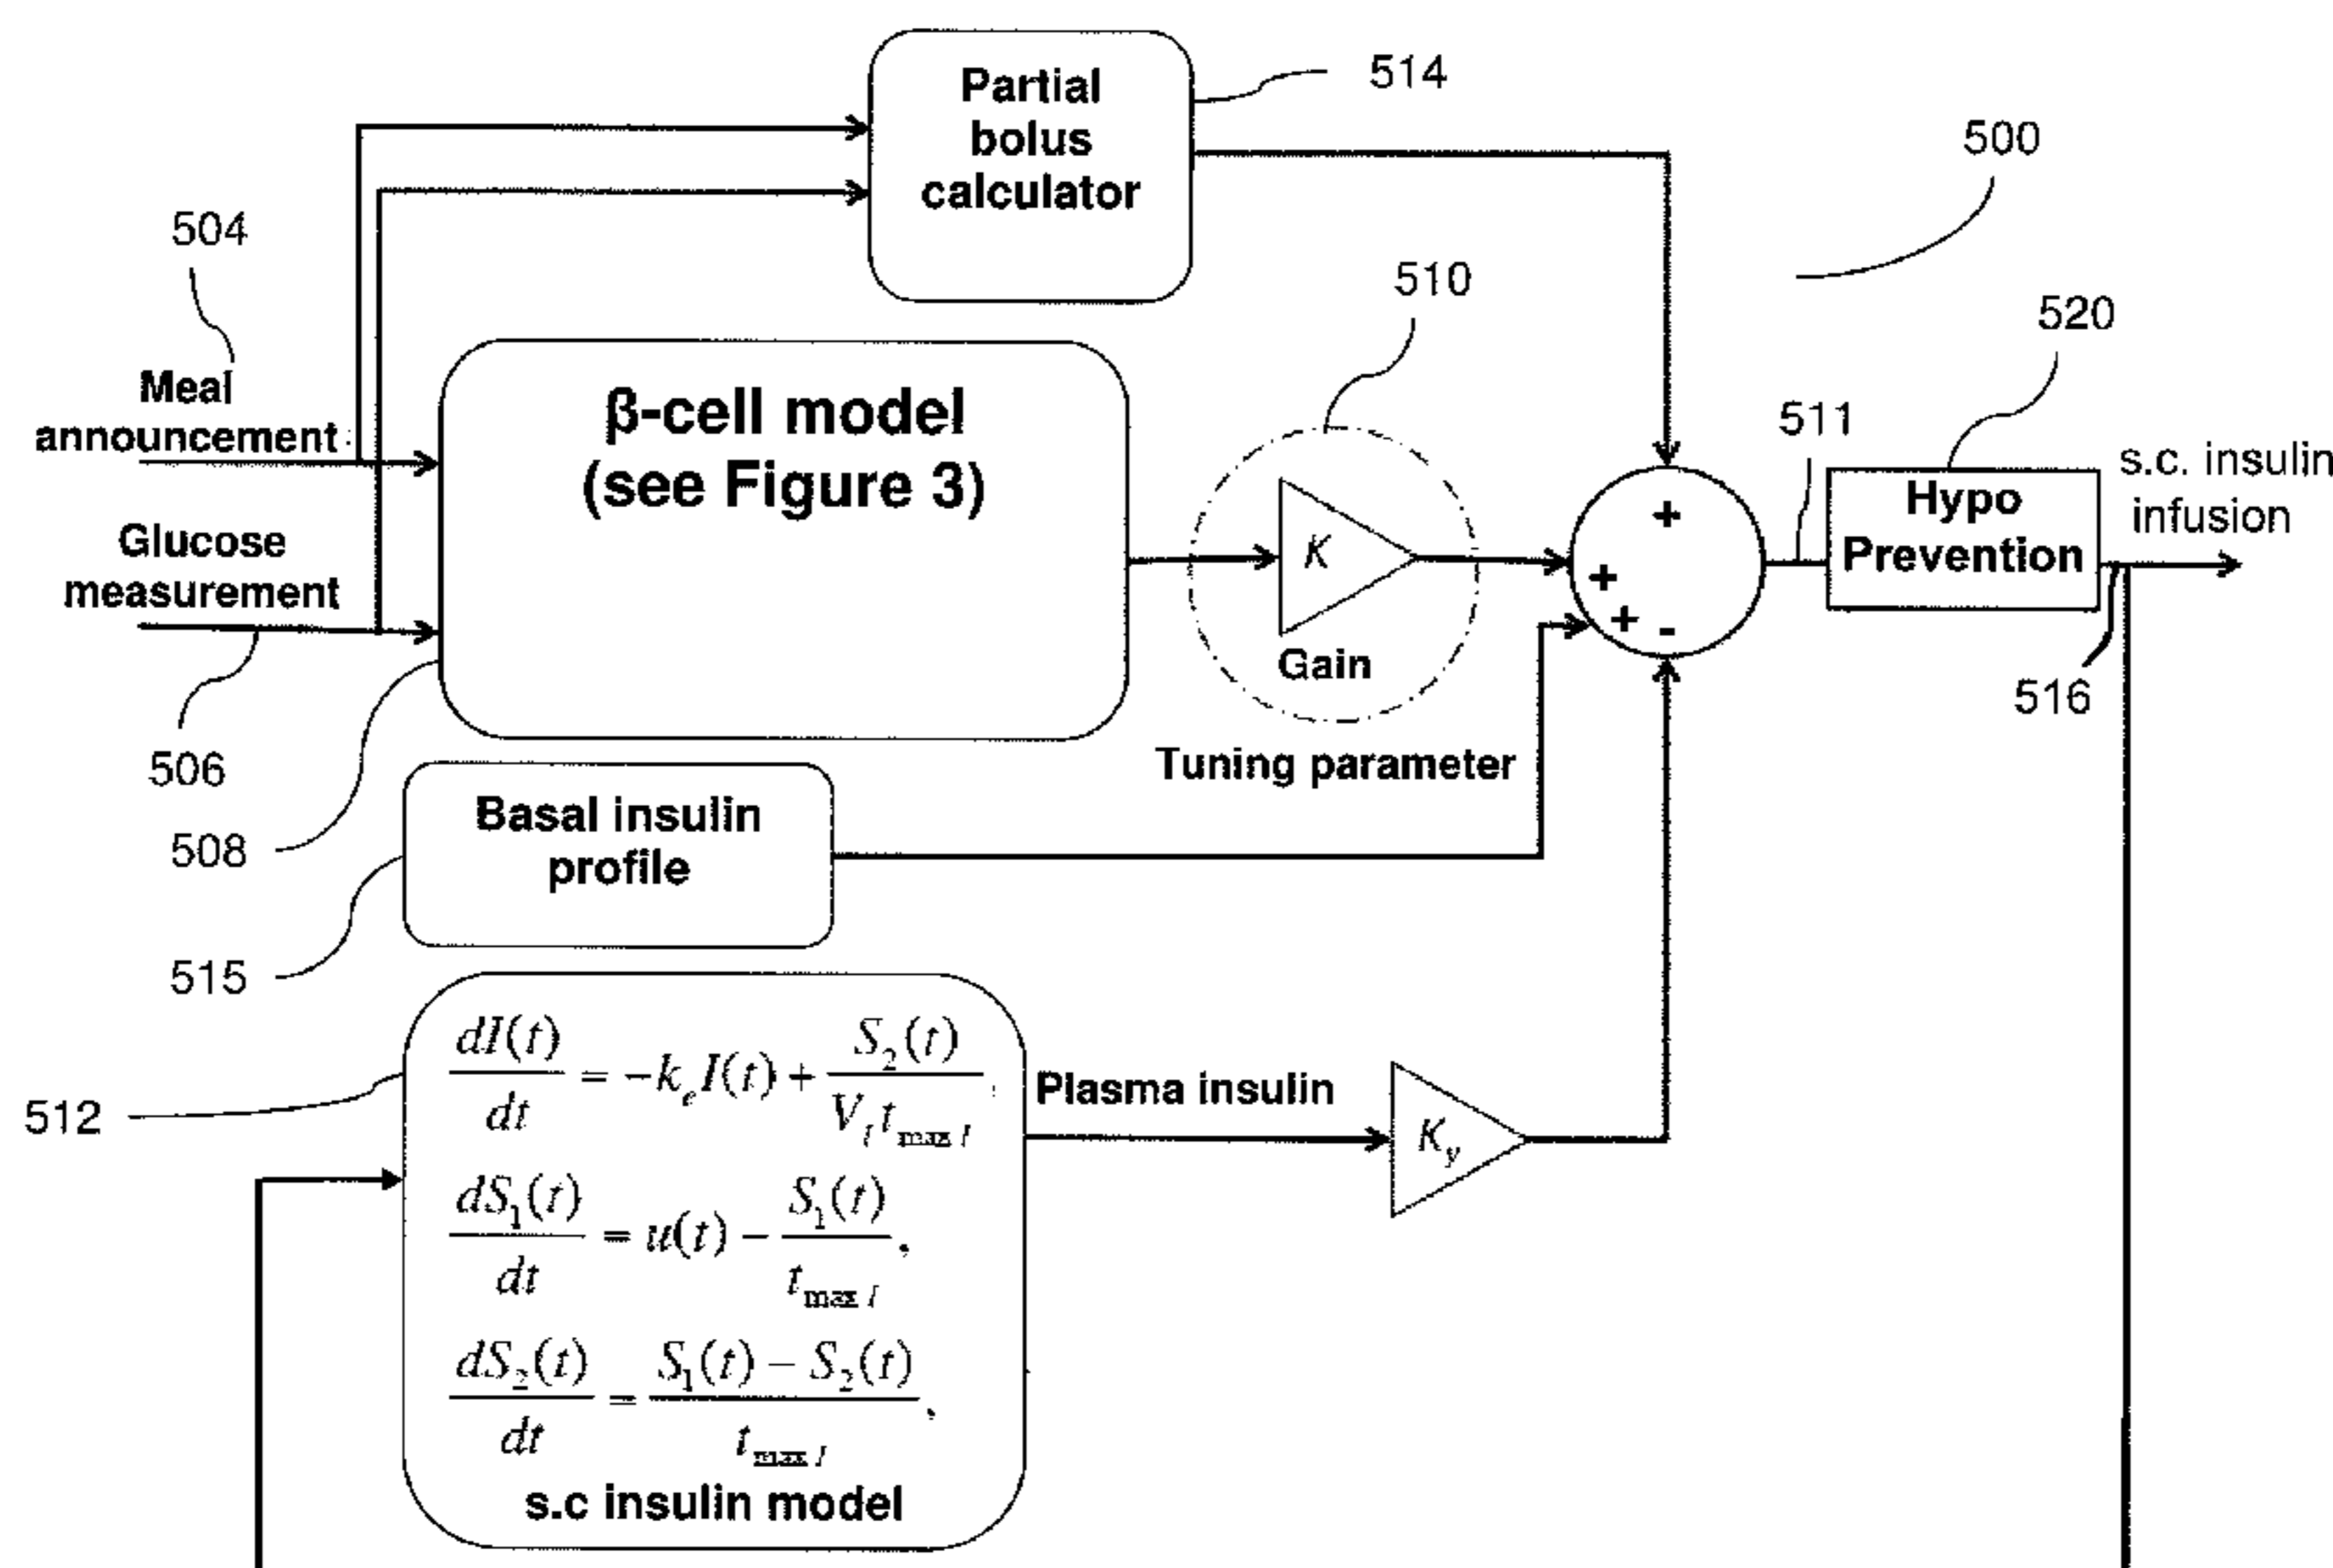 Partial
bolus
calculator
514
500
504
510
520
Meal
announcement
β-cell model
(see Figure 3)
511
s.c. insulin
infusion
Hypo
Prevention
Glucose
measurement
K
Gain
+
+
+ -
516
506
Tuning parameter
508
Basal insulin
profile
515
dI(t)/dt = -k_e I(t) + S_2(t)/(V_I t_max I),
Plasma insulin
K_y
512
dS_1(t)/dt = u(t) - S_1(t)/t_max I,
dS_2(t)/dt = (S_1(t) - S_2(t))/t_max I,
s.c insulin model